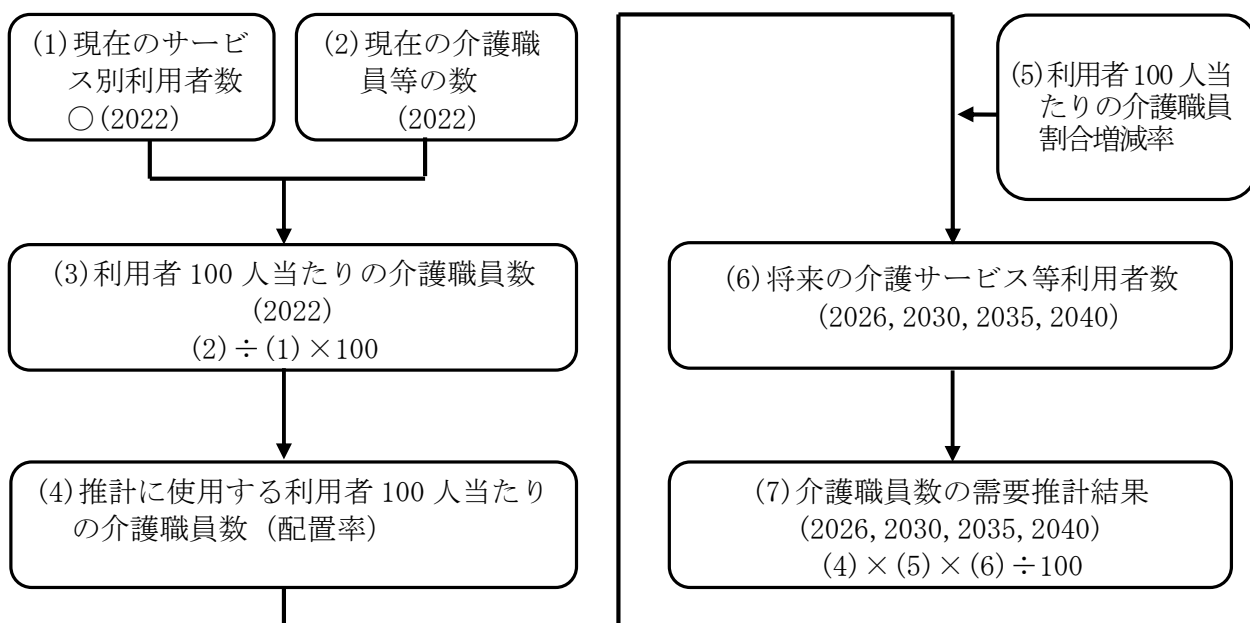 (1)現在のサービ
ス別利用者数
○(2022)
(2)現在の介護職
員等の数
(2022)
(3)利用者 100 人当たりの介護職員数
(2022)
(2)÷(1)×100
(4)推計に使用する利用者 100 人当たり
の介護職員数（配置率）
(5)利用者 100 人当
たりの介護職員
割合増減率
(6)将来の介護サービス等利用者数
(2026, 2030, 2035, 2040)
(7)介護職員数の需要推計結果
(2026, 2030, 2035, 2040)
(4)×(5)×(6)÷100